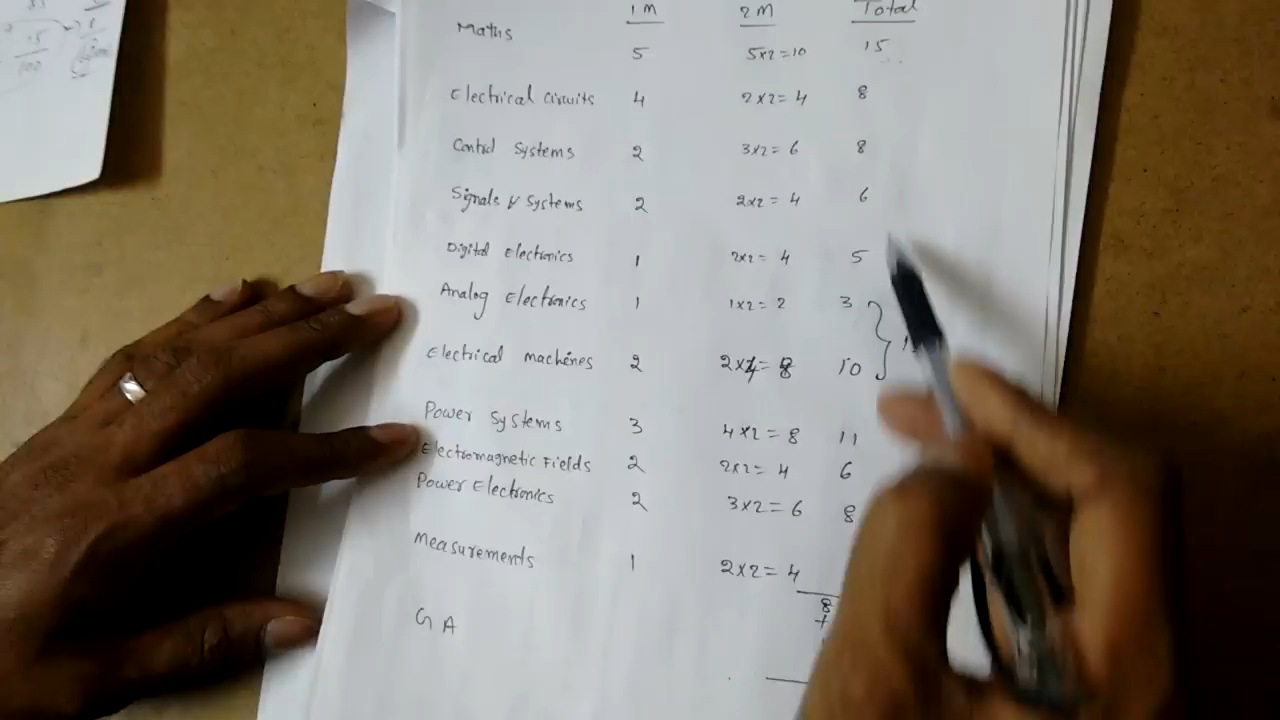 1M 2M Total
Maths 5 5x2=10 15
Electrical Circuits 4 2x2=4 8
Control Systems 2 3x2=6 8
Signals & Systems 2 2x2=4 6
Digital Electronics 1 2x2=4 5
Analog Electronics 1 1x2=2 3
Electrical machines 2 2x4=8 10
Power Systems 3 4x2=8 11
Electromagnetic Fields 2 2x2=4 6
Power Electronics 2 3x2=6 8
Measurements 1 2x2=4
8
+
GA